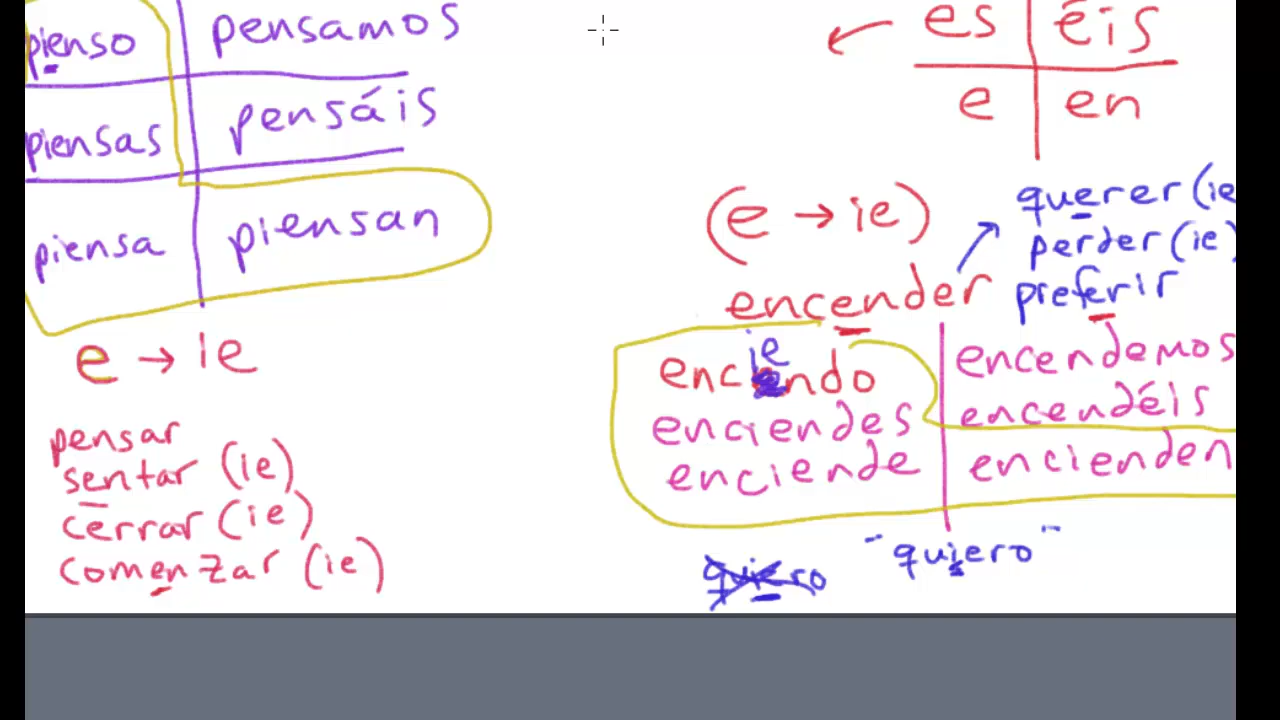 pienso pensamos
piensas pensáis
piensa piensan
e → ie
pensar
sentar (ie)
cerrar (ie)
comenzar (ie)
es éis
e en
(e → ie)
querer (ie
perder (ie)
preferir
encender
ie
enciendo encendemos
enciendes encendéis
enciende encienden
quiero "quiero"